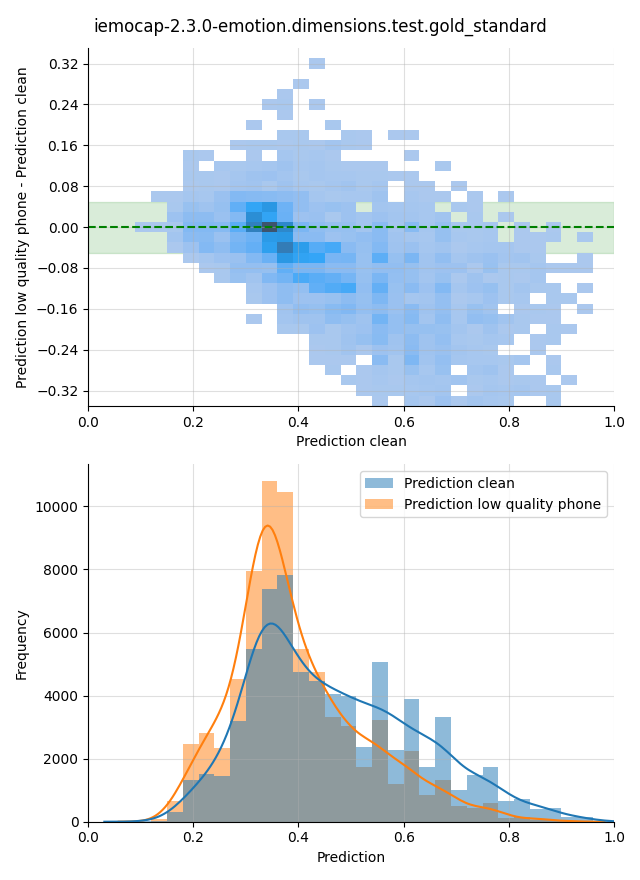 iemocap-2.3.0-emotion.dimensions.test.gold_standard
Prediction low quality phone - Prediction clean
0.32
0.24
0.16
0.08
0.00
−0.08
−0.16
−0.24
−0.32
0.0 0.2 0.4 0.6 0.8 1.0
Prediction clean
Frequency
10000
8000
6000
4000
2000
0
Prediction clean
Prediction low quality phone
0.0 0.2 0.4 0.6 0.8 1.0
Prediction